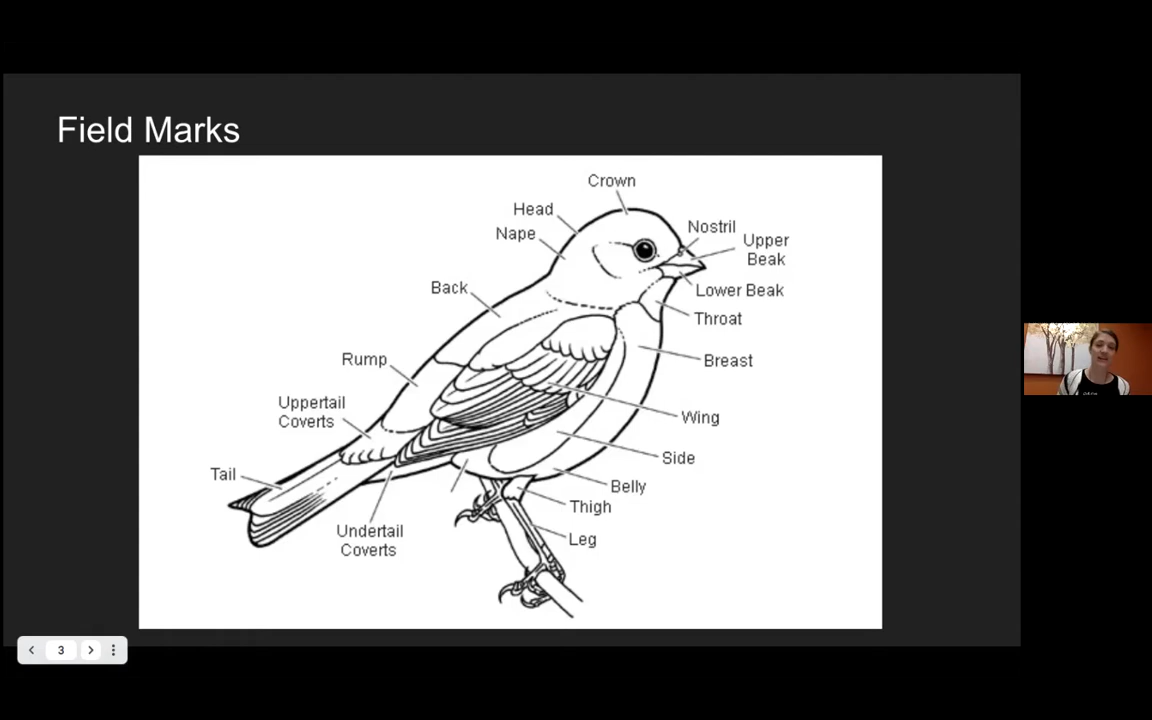 Field Marks
Crown
Head
Nostril
Nape
Upper
Beak
Back
Lower Beak
Throat
Rump
Breast
Uppertail
Coverts
Wing
Side
Tail
Belly
Thigh
Undertail
Coverts
Leg
3